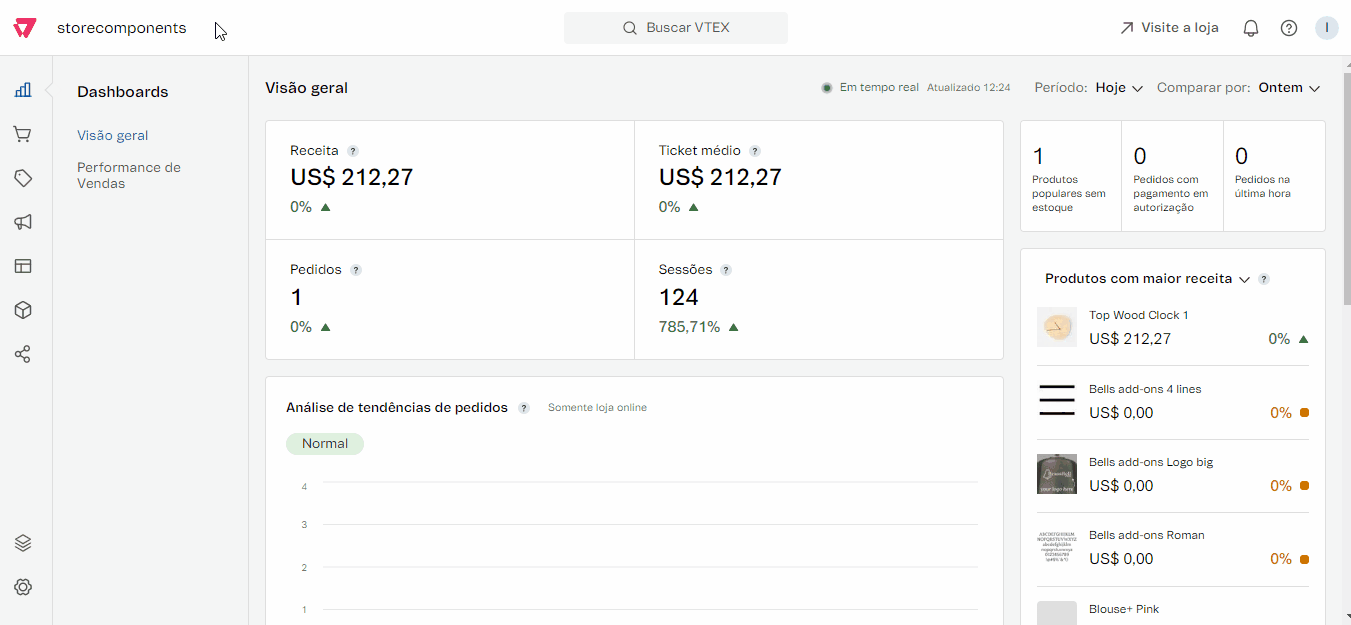 storecomponents
Buscar VTEX
Visite a loja
I
Dashboards
Visão geral
Performance de
Vendas
Visão geral
Em tempo real
Atualizado 12:24
Período: Hoje
Comparar por: Ontem
Receita ?
US$ 212,27
0%
Ticket médio ?
US$ 212,27
0%
Pedidos ?
1
0%
Sessões ?
124
785,71%
1
Produtos
populares sem
estoque
0
Pedidos com
pagamento em
autorização
0
Pedidos na
última hora
Análise de tendências de pedidos ?
Somente loja online
Normal
4
3
2
1
Produtos com maior receita ?
Top Wood Clock 1
US$ 212,27
0%
Bells add-ons 4 lines
US$ 0,00
0%
Bells add-ons Logo big
US$ 0,00
0%
Bells add-ons Roman
US$ 0,00
0%
Blouse+ Pink